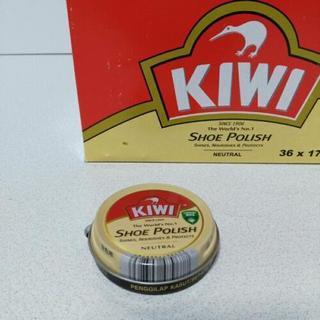 KIWI
SINCE 1906
The World's No.1
SHOE POLISH
SHINES, NOURISHES & PROTECTS
NEUTRAL
36 x 17
KIWI
The World's No.1
SHOE POLISH
SHINES, NOURISHES & PROTECTS
NEUTRAL
PENGGILAP KASUT